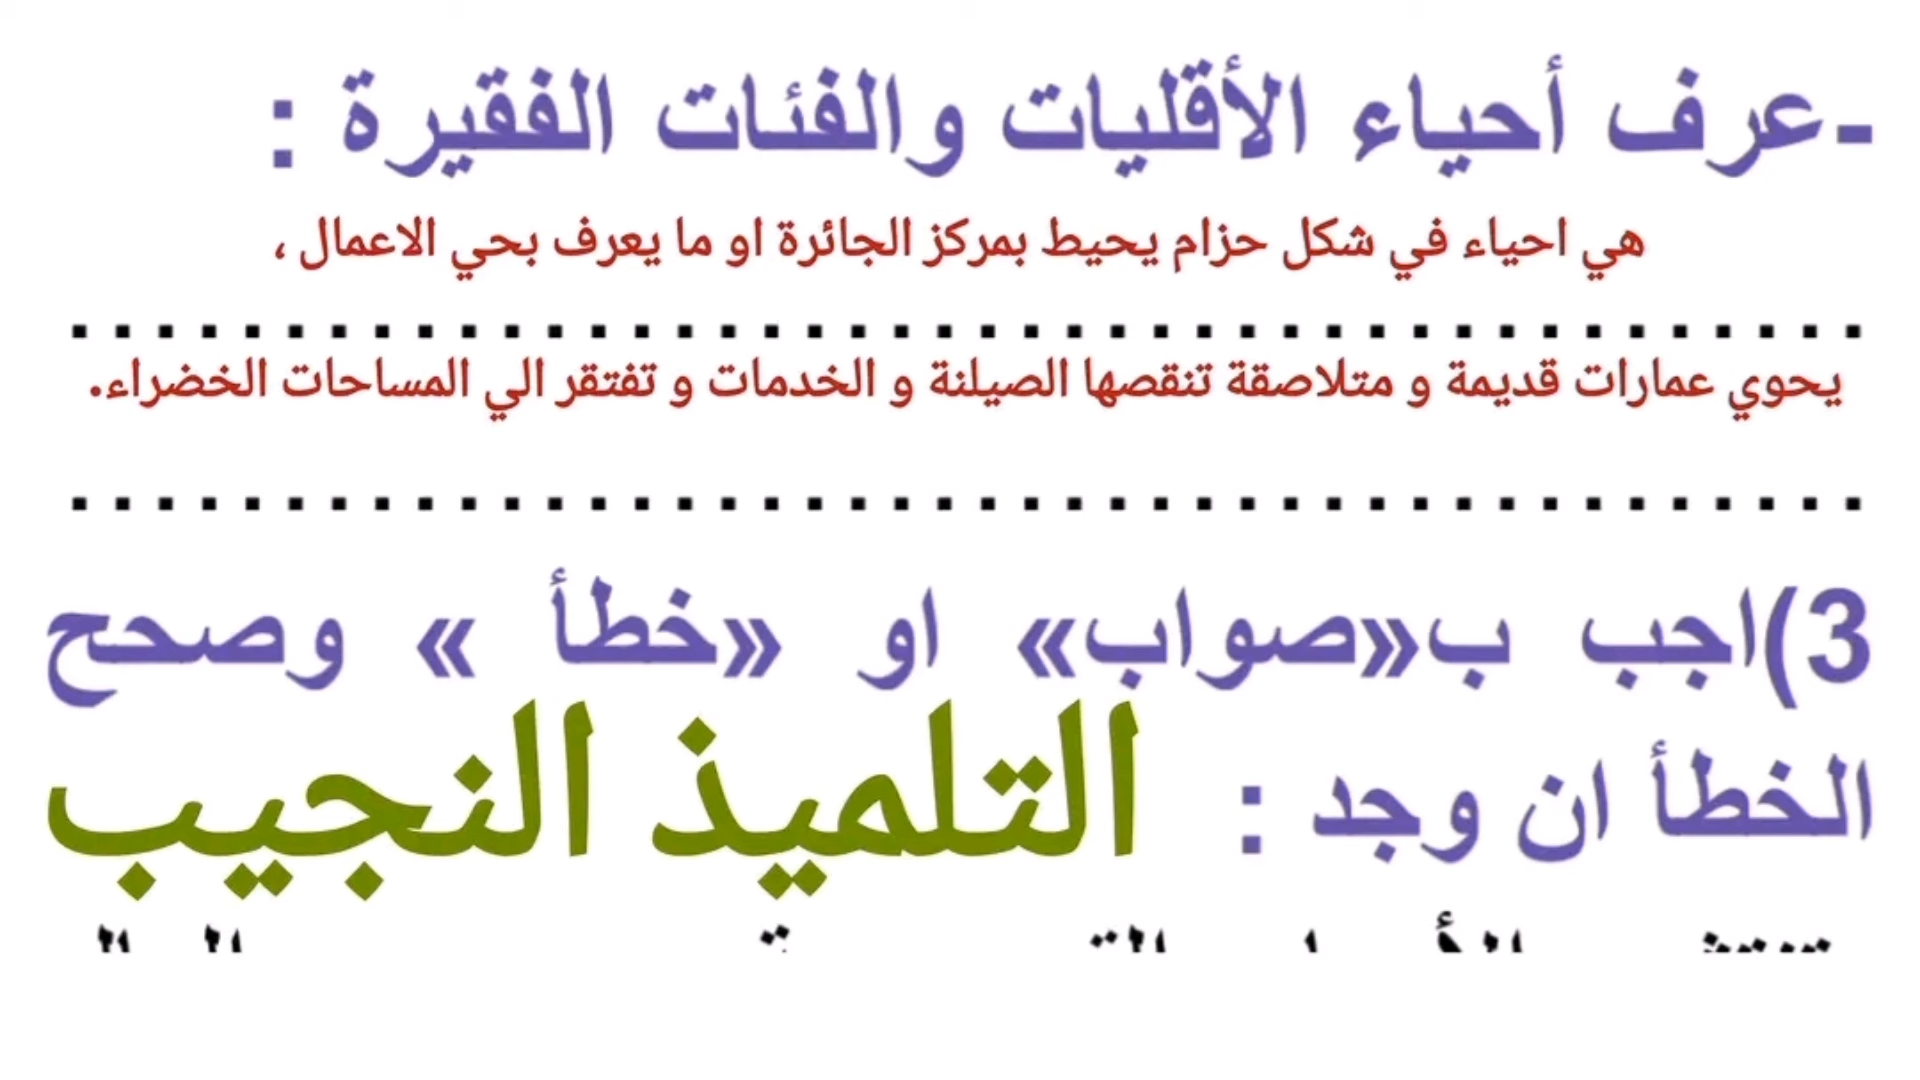 -عرف أحياء الأقليات والفئات الفقيرة :
هي احياء في شكل حزام يحيط بمركز الجائرة او ما يعرف بحي الاعمال ،
يحوي عمارات قديمة و متلاصقة تنقصها الصيلنة و الخدمات و تفتقر الي المساحات الخضراء.
3)اجب ب«صواب» او «خطأ » وصحح
الخطأ ان وجد :
التلميذ النجيب